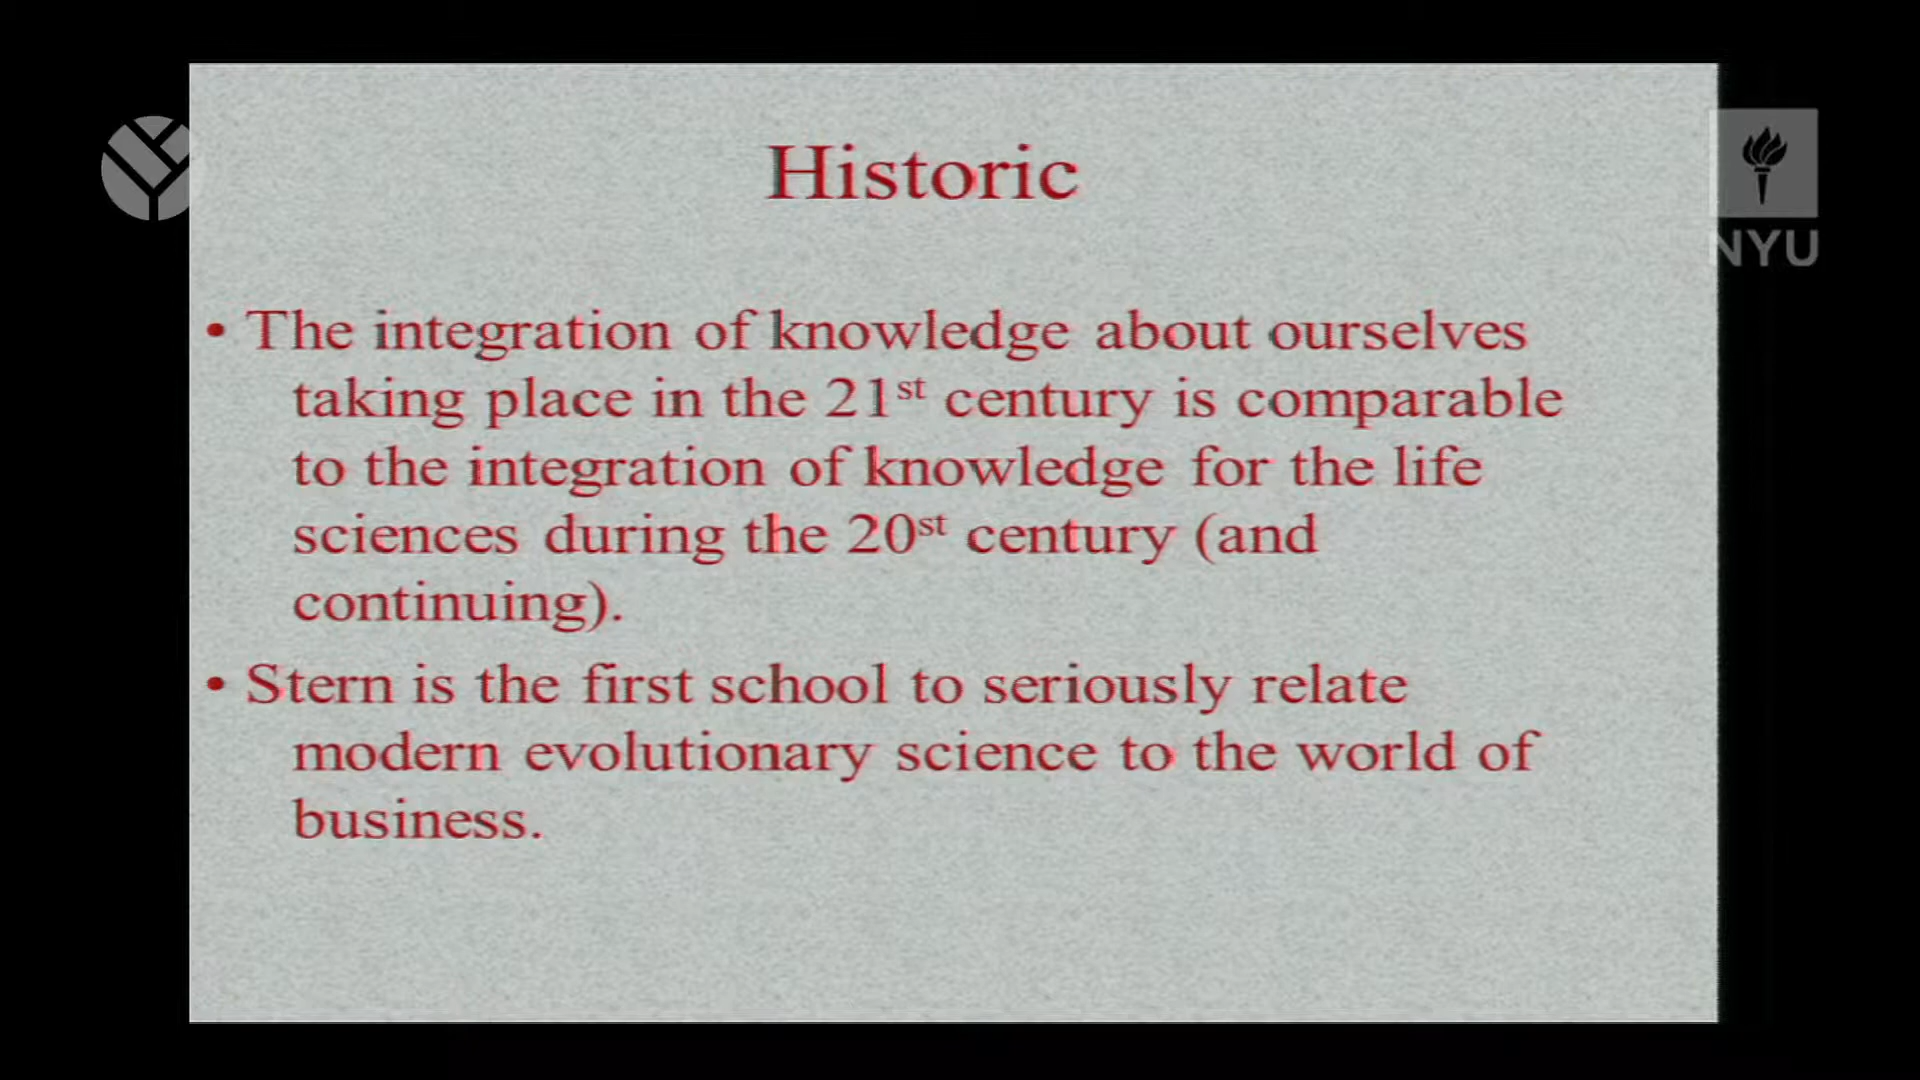 Historic
• The integration of knowledge about ourselves
taking place in the 21st century is comparable
to the integration of knowledge for the life
sciences during the 20st century (and
continuing).
• Stern is the first school to seriously relate
modern evolutionary science to the world of
business.
NYU